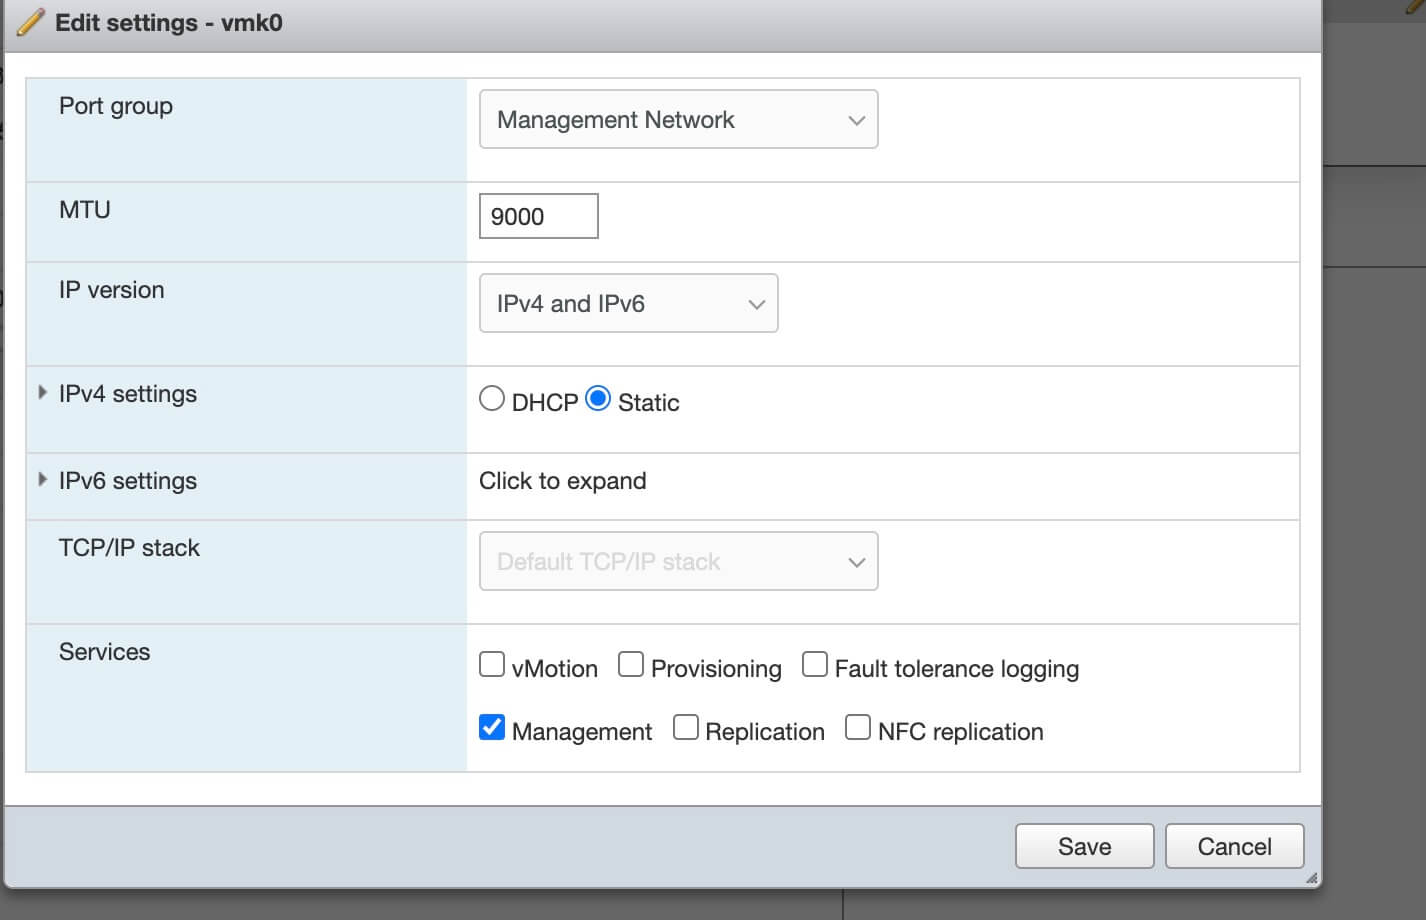 Edit settings - vmk0
Port group
Management Network
MTU
9000
IP version
IPv4 and IPv6
IPv4 settings
DHCP Static
IPv6 settings
Click to expand
TCP/IP stack
Default TCP/IP stack
Services
vMotion Provisioning Fault tolerance logging
Management Replication NFC replication
Save Cancel